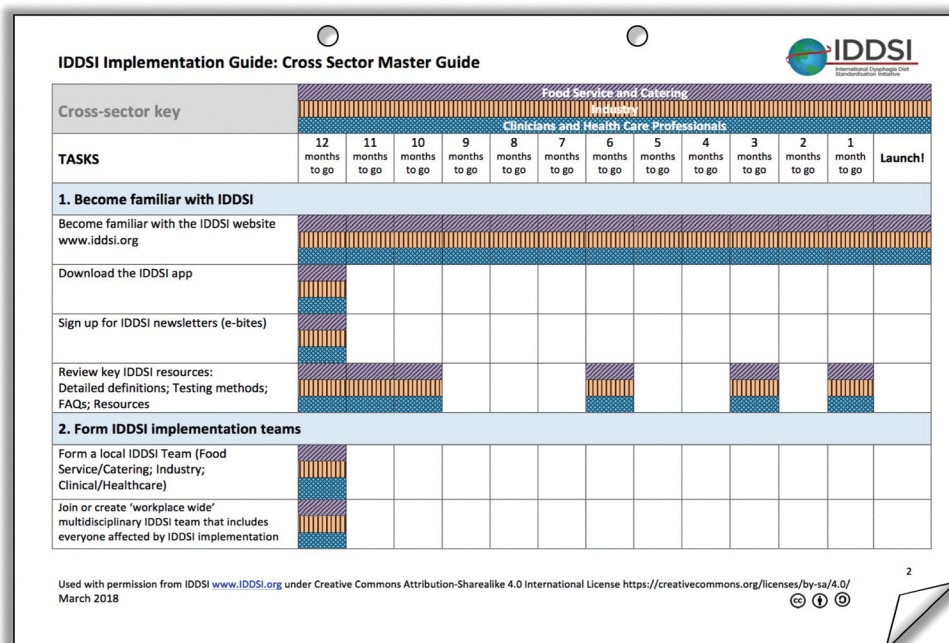 IDDSI Implementation Guide: Cross Sector Master Guide
IDDSI
International Dysphagia Diet
Standardisation Initiative
Cross-sector key
Food Service and Catering
Industry
Clinicians and Health Care Professionals
TASKS
12 months to go
11 months to go
10 months to go
9 months to go
8 months to go
7 months to go
6 months to go
5 months to go
4 months to go
3 months to go
2 months to go
1 month to go
Launch!
1. Become familiar with IDDSI
Become familiar with the IDDSI website
www.iddsi.org
Download the IDDSI app
Sign up for IDDSI newsletters (e-bites)
Review key IDDSI resources:
Detailed definitions; Testing methods;
FAQs; Resources
2. Form IDDSI implementation teams
Form a local IDDSI Team (Food
Service/Catering; Industry;
Clinical/Healthcare)
Join or create ‘workplace wide’
multidisciplinary IDDSI team that includes
everyone affected by IDDSI implementation
2
Used with permission from IDDSI www.IDDSI.org under Creative Commons Attribution-Sharealike 4.0 International License https://creativecommons.org/licenses/by-sa/4.0/
March 2018
cc